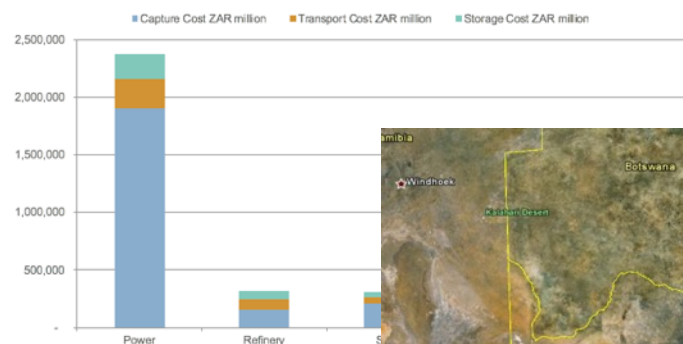 Capture Cost ZAR million Transport Cost ZAR million Storage Cost ZAR million
2,500,000
2,000,000
1,500,000
1,000,000
500,000
-
Power Refinery S
amibia
Botswana
Windhoek
Kalahari Desert